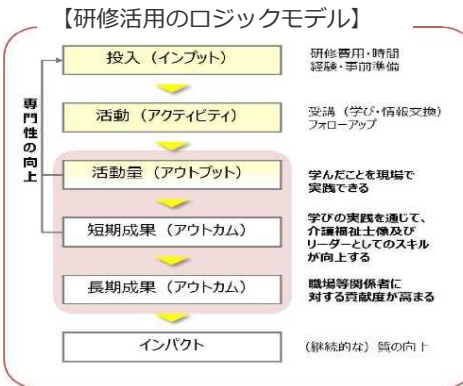 【研修活用のロジックモデル】
投入（インプット）
研修費用・時間
経験・事前準備
専門性の向上
活動（アクティビティ）
受講（学び・情報交換）
フォローアップ
活動量（アウトプット）
学んだことを現場で
実践できる
短期成果（アウトカム）
学びの実践を通じて、
介護福祉士像及び
リーダーとしてのスキル
が向上する
長期成果（アウトカム）
職場等関係者に
対する貢献度が高まる
インパクト
（継続的な）質の向上